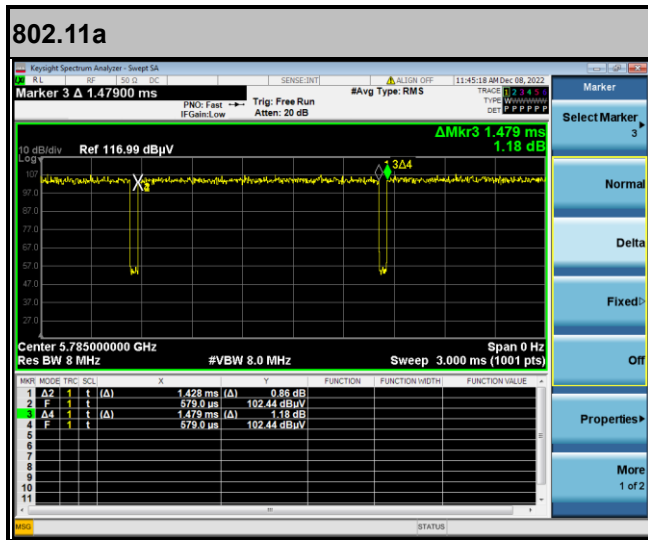 802.11a
Keysight Spectrum Analyzer - Swept SA
RL RF 50 Ω DC SENSE:INT ALIGN OFF 11:45:18 AM Dec 08, 2022
Marker 3 Δ 1.47900 ms
PNO: Fast
IFGain:Low
Trig: Free Run
Atten: 20 dB
#Avg Type: RMS
TRACE 1 2 3 4 5 6
TYPE WWWWWW
DET P P P P P P
ΔMkr3 1.479 ms
1.18 dB
10 dB/div Ref 116.99 dBµV
Log
107
97.0
87.0
77.0
67.0
57.0
47.0
37.0
27.0
3Δ4
Center 5.785000000 GHz Span 0 Hz
Res BW 8 MHz #VBW 8.0 MHz Sweep 3.000 ms (1001 pts)
MKR MODE TRC SCL X Y FUNCTION FUNCTION WIDTH FUNCTION VALUE
1 Δ2 1 t (Δ) 1.428 ms (Δ) 0.86 dB
2 F 1 t 579.0 µs 102.44 dBµV
3 Δ4 1 t (Δ) 1.479 ms (Δ) 1.18 dB
4 F 1 t 579.0 µs 102.44 dBµV
5
6
7
8
9
10
11
MSG STATUS
Marker
Select Marker
3
Normal
Delta
Fixed
Off
Properties
More
1 of 2